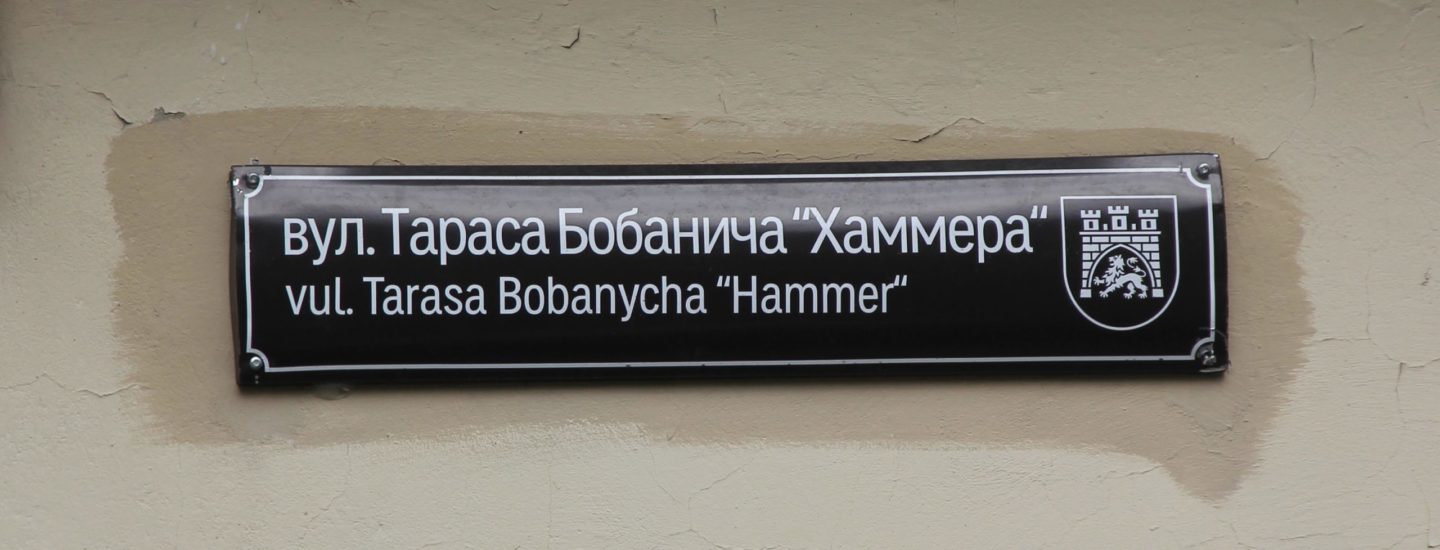 вул. Тараса Бобанича “Хаммера“
vul. Tarasa Bobanycha “Hammer“